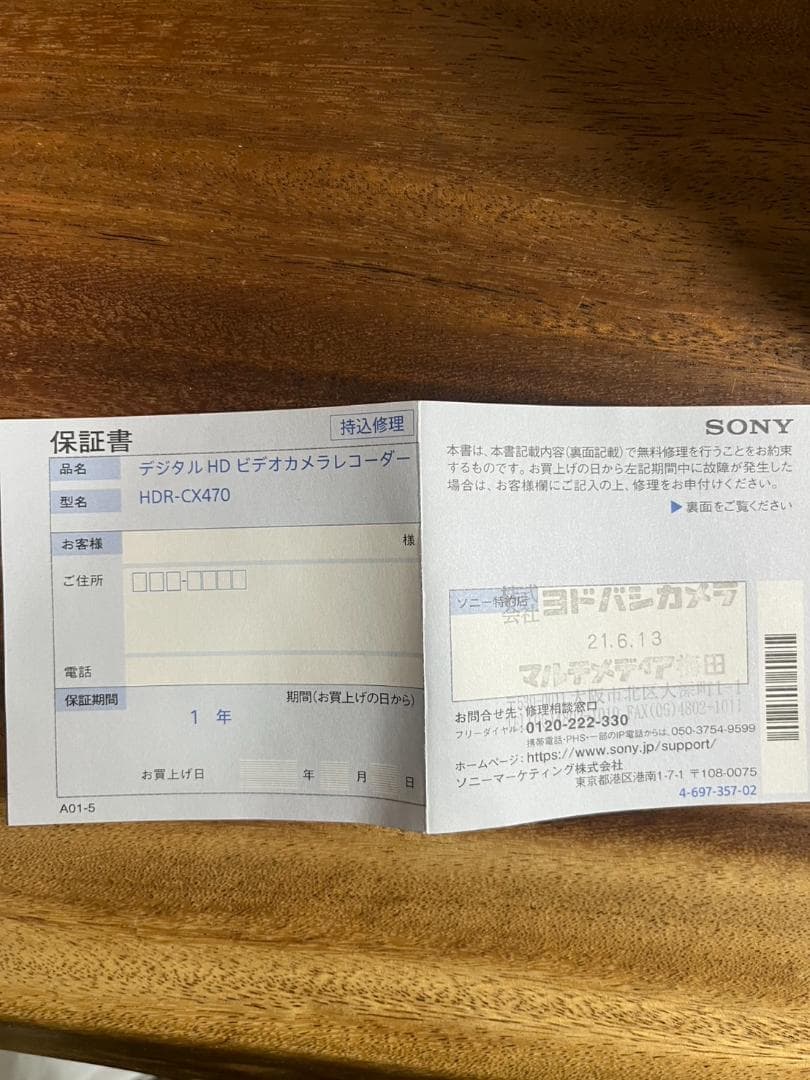 保証書
持込修理
品名 デジタル HD ビデオカメラレコーダー
型名 HDR-CX470
お客様 様
ご住所
電話
保証期間 期間(お買上げの日から)
1 年
お買上げ日 年 月 日
A01-5
SONY
本書は、本書記載内容(裏面記載)で無料修理を行うことをお約束
するものです。お買上げの日から左記期間中に故障が発生した
場合は、お客様欄にご記入の上、修理をお申付けください。
▶裏面をご覧ください
ソニー特約店
株式会社 ヨドバシカメラ
21.6.13
マルチメディア梅田
大阪市北区大深町1-1
FAX(06)4802-1011
お問合せ先:修理相談窓口
フリーダイヤル:0120-222-330
携帯電話・PHS・一部のIP電話からは、050-3754-9599
ホームページ:https://www.sony.jp/support/
ソニーマーケティング株式会社
東京都港区港南1-7-1 〒108-0075
4-697-357-02